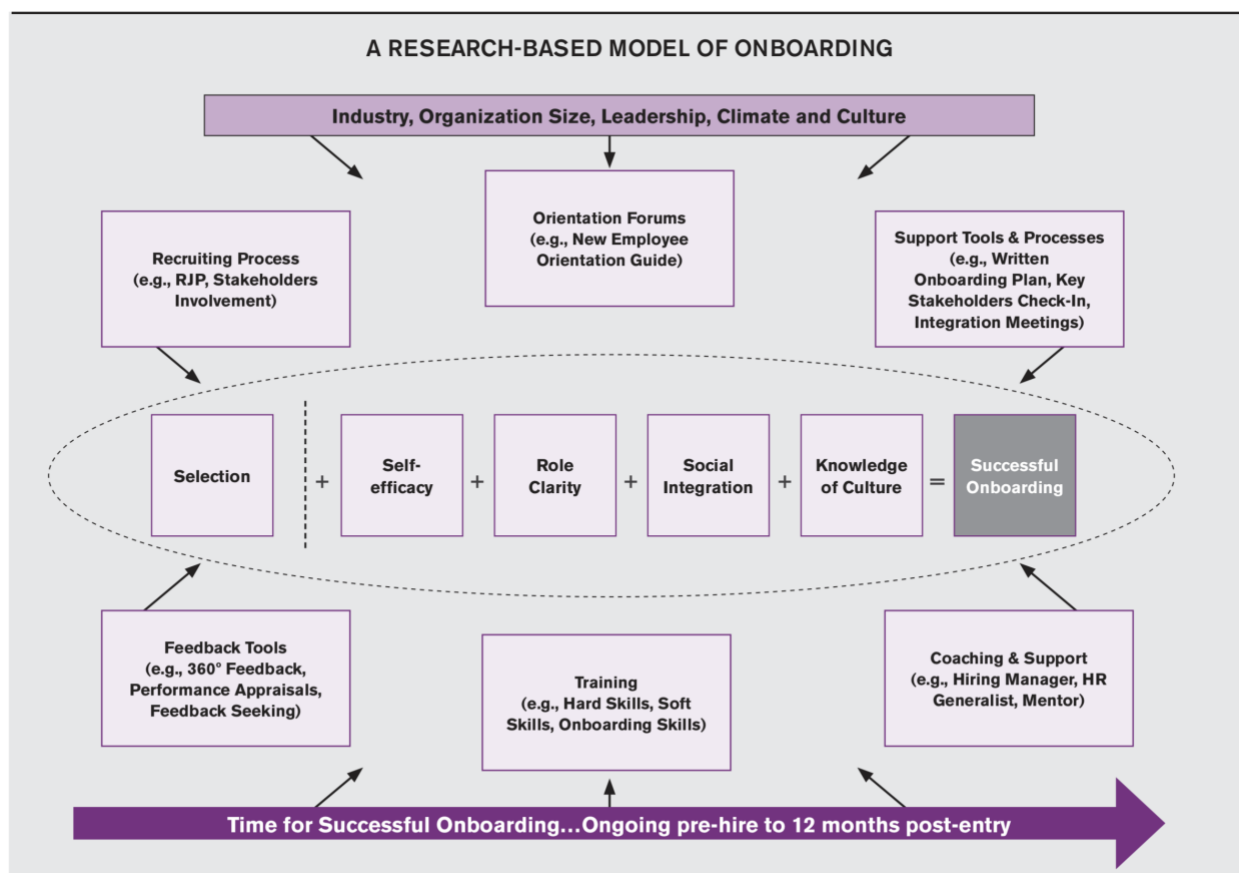 A RESEARCH-BASED MODEL OF ONBOARDING
Industry, Organization Size, Leadership, Climate and Culture
Orientation Forums
(e.g., New Employee
Orientation Guide)
Recruiting Process
(e.g., RJP, Stakeholders
Involvement)
Support Tools & Processes
(e.g., Written
Onboarding Plan, Key
Stakeholders Check-In,
Integration Meetings)
Selection
+
Self-
efficacy
+
Role
Clarity
+
Social
Integration
+
Knowledge
of Culture
=
Successful
Onboarding
Feedback Tools
(e.g., 360° Feedback,
Performance Appraisals,
Feedback Seeking)
Training
(e.g., Hard Skills, Soft
Skills, Onboarding Skills)
Coaching & Support
(e.g., Hiring Manager, HR
Generalist, Mentor)
Time for Successful Onboarding...Ongoing pre-hire to 12 months post-entry